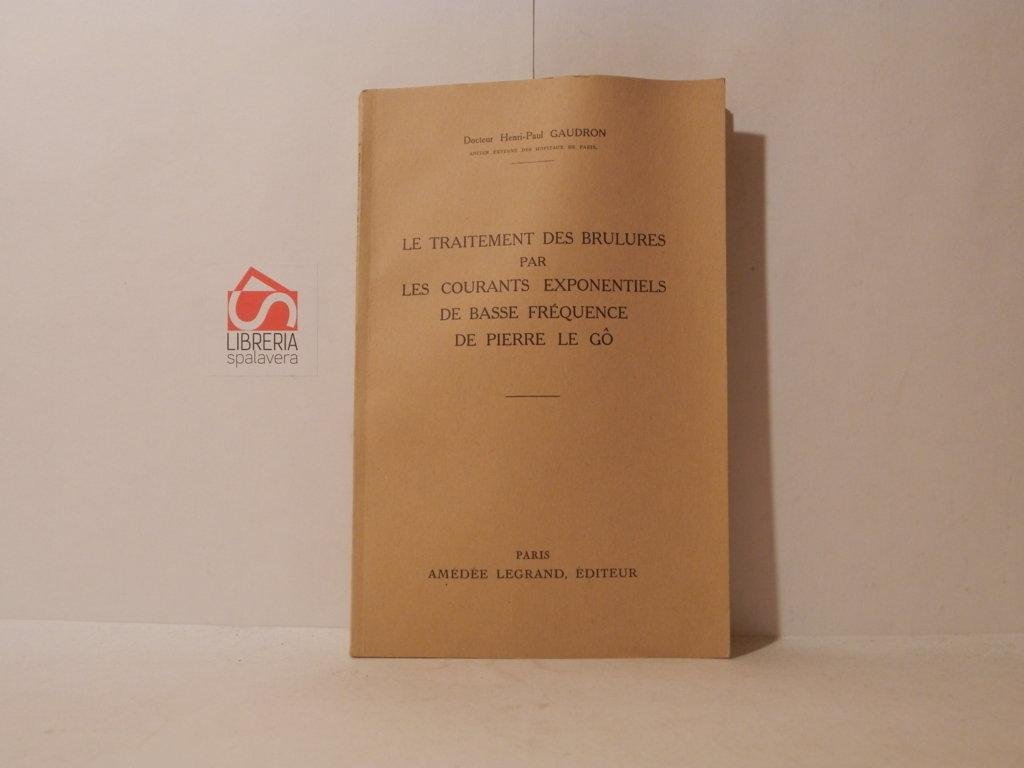 Docteur Henri-Paul GAUDRON
ANCIEN EXTERNE DES HOPITAUX DE PARIS,
LE TRAITEMENT DES BRULURES
PAR
LES COURANTS EXPONENTIELS
DE BASSE FRÉQUENCE
DE PIERRE LE GÔ
PARIS
AMÉDÉE LEGRAND, ÉDITEUR
LIBRERIA
spalavera